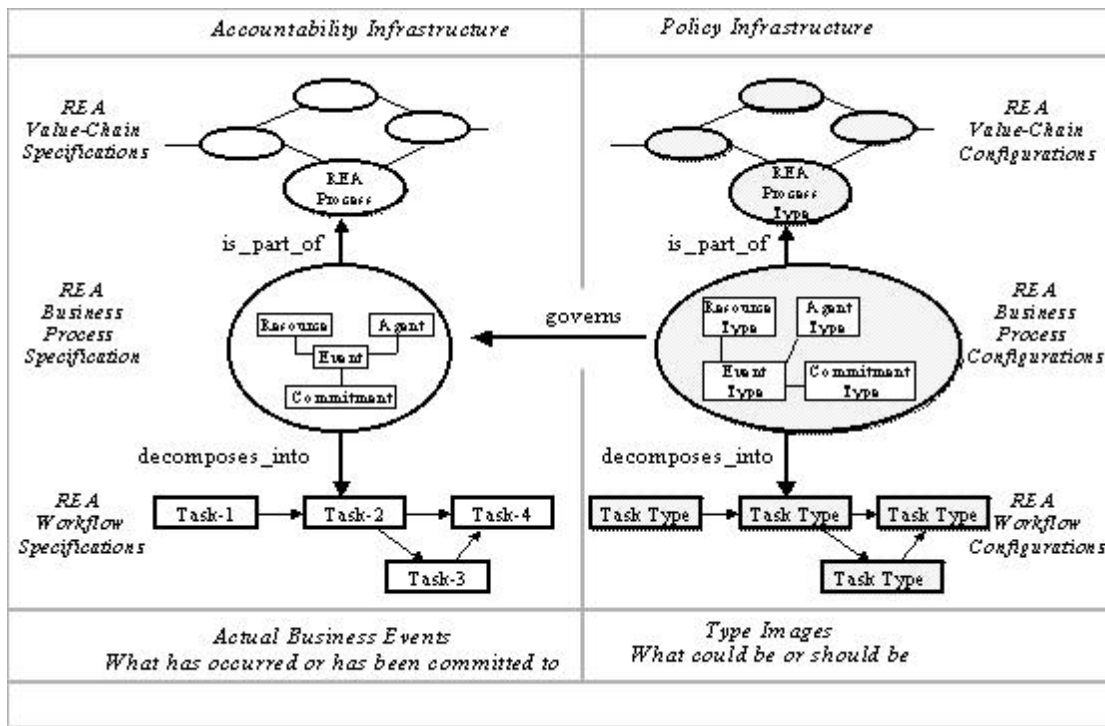 Accountability Infrastructure
Policy Infrastructure
REA
Value-Chain
Specifications
REA
Process
REA
Process
Type
REA
Value-Chain
Configurations
is_part_of
is_part_of
REA
Business
Process
Specification
Resource
Agent
Event
Commitment
governs
Resource
Type
Agent
Type
Event
Type
Commitment
Type
REA
Business
Process
Configurations
decomposes_into
decomposes_into
REA
Workflow
Specifications
Task-1
Task-2
Task-4
Task-3
Task Type
Task Type
Task Type
Task Type
REA
Workflow
Configurations
Actual Business Events
What has occurred or has been committed to
Type Images
What could be or should be